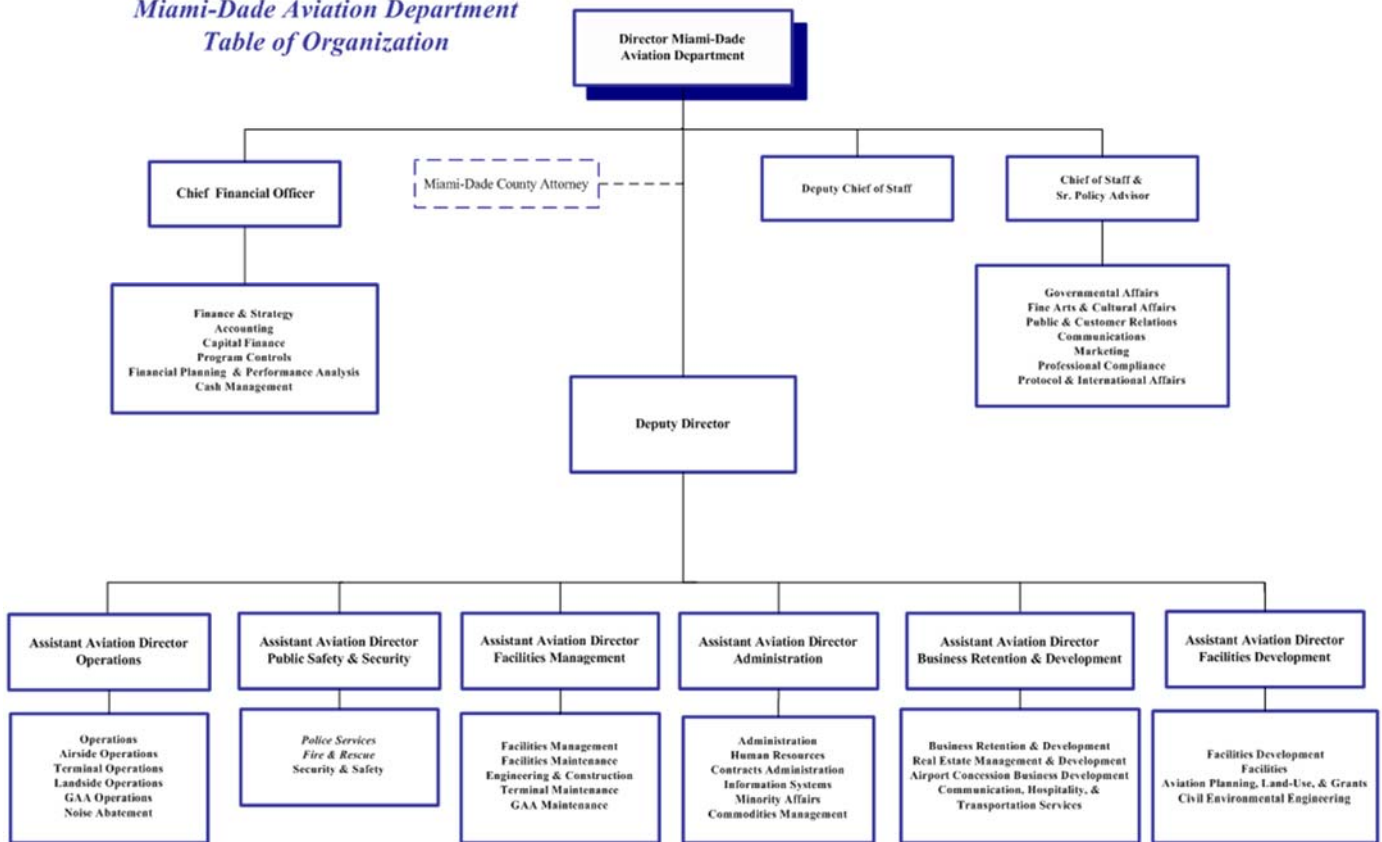 Miami-Dade Aviation Department
Table of Organization
Director Miami-Dade
Aviation Department
Chief Financial Officer
Miami-Dade County Attorney
Deputy Chief of Staff
Chief of Staff &
Sr. Policy Advisor
Finance & Strategy
Accounting
Capital Finance
Program Controls
Financial Planning & Performance Analysis
Cash Management
Governmental Affairs
Fine Arts & Cultural Affairs
Public & Customer Relations
Communications
Marketing
Professional Compliance
Protocol & International Affairs
Deputy Director
Assistant Aviation Director
Operations
Assistant Aviation Director
Public Safety & Security
Assistant Aviation Director
Facilities Management
Assistant Aviation Director
Administration
Assistant Aviation Director
Business Retention & Development
Assistant Aviation Director
Facilities Development
Operations
Airside Operations
Terminal Operations
Landside Operations
GAA Operations
Noise Abatement
Police Services
Fire & Rescue
Security & Safety
Facilities Management
Facilities Maintenance
Engineering & Construction
Terminal Maintenance
GAA Maintenance
Administration
Human Resources
Contracts Administration
Information Systems
Minority Affairs
Commodities Management
Business Retention & Development
Real Estate Management & Development
Airport Concession Business Development
Communication, Hospitality, &
Transportation Services
Facilities Development
Facilities
Aviation Planning, Land-Use, & Grants
Civil Environmental Engineering